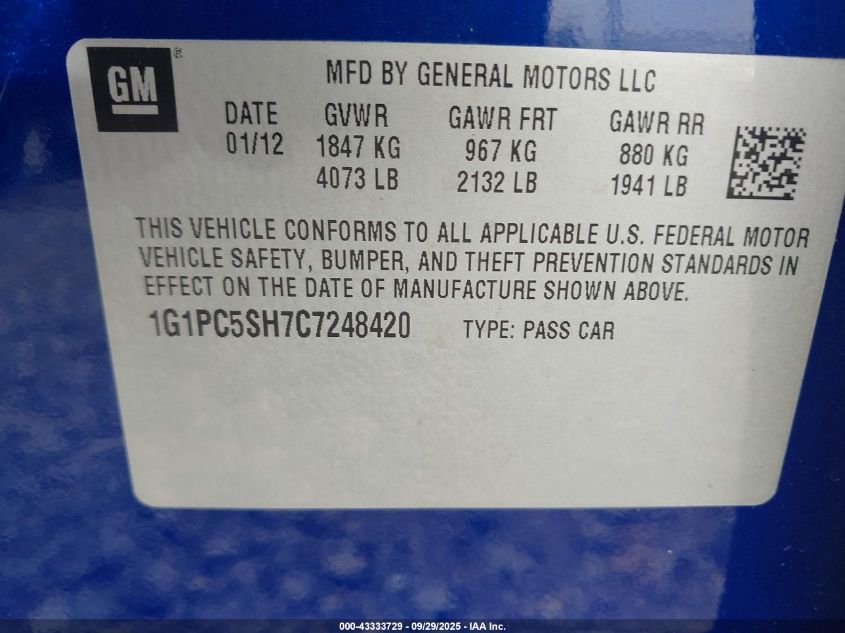 GM
MFD BY GENERAL MOTORS LLC
DATE GVWR GAWR FRT GAWR RR
01/12 1847 KG 967 KG 880 KG
4073 LB 2132 LB 1941 LB
THIS VEHICLE CONFORMS TO ALL APPLICABLE U.S. FEDERAL MOTOR
VEHICLE SAFETY, BUMPER, AND THEFT PREVENTION STANDARDS IN
EFFECT ON THE DATE OF MANUFACTURE SHOWN ABOVE.
1G1PC5SH7C7248420 TYPE: PASS CAR
000-43333729 - 09/29/2025 - IAA Inc.